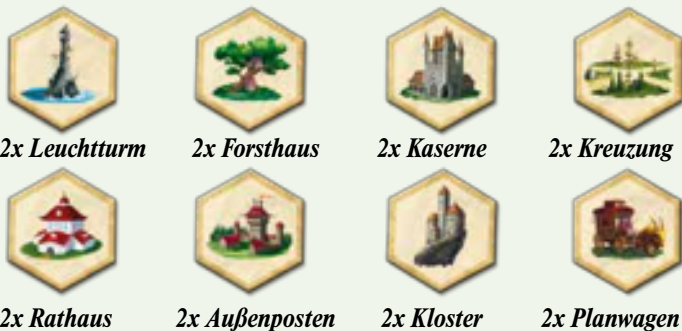 2x Leuchtturm 2x Forsthaus 2x Kaserne 2x Kreuzung
2x Rathaus 2x Außenposten 2x Kloster 2x Planwagen